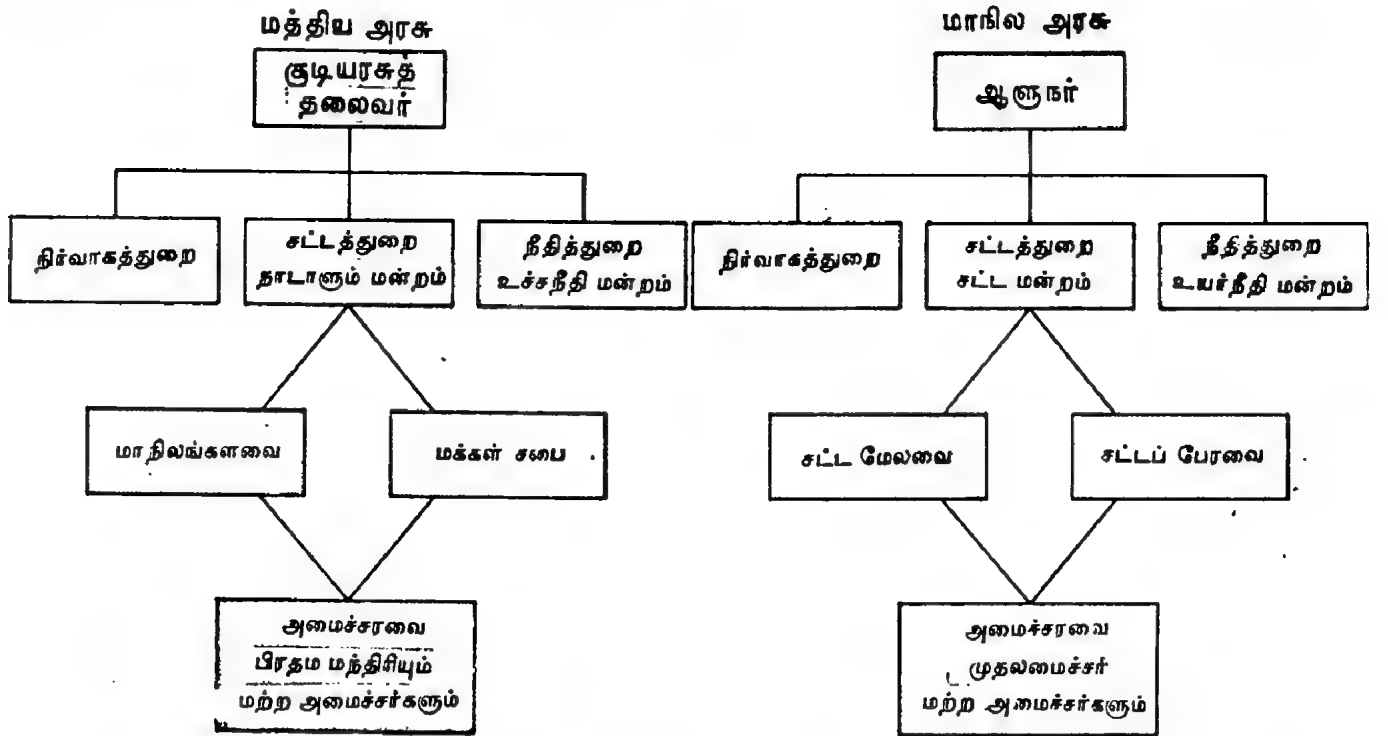 மத்திய அரசு
குடியரசுத்
தலைவர்
நிர்வாகத்துறை
சட்டத்துறை
நாடாளும் மன்றம்
நீதித்துறை
உச்சநீதி மன்றம்
மாநிலங்களவை
மக்கள் சபை
அமைச்சரவை
பிரதம மந்திரியும்
மற்ற அமைச்சர்களும்
மாநில அரசு
ஆளுநர்
நிர்வாகத்துறை
சட்டத்துறை
சட்ட மன்றம்
நீதித்துறை
உயர்நீதி மன்றம்
சட்ட மேலவை
சட்டப் பேரவை
அமைச்சரவை
முதலமைச்சர்
மற்ற அமைச்சர்களும்